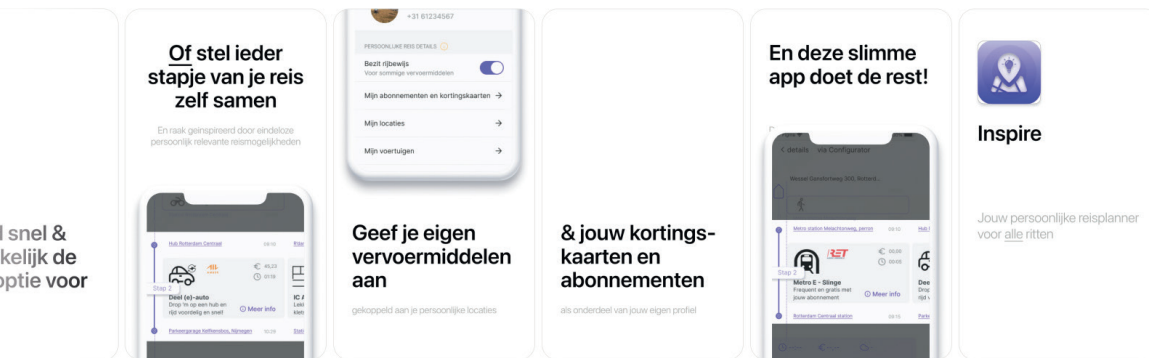 l snel &
kelijk de
optie voor
Of stel ieder
stapje van je reis
zelf samen
En raak geïnspireerd door eindeloze
persoonlijk relevante reismogelijkheden
Hub Rotterdam Centraal
Stap 2
Deel (e)-auto
Drop 'm op een hub en
rijd voordelig en snel!
Meer info
IC
+31 61234567
PERSOONLIJKE REIS DETAILS
Bezit rijbewijs
Voor sommige vervoermiddelen
Mijn abonnementen en kortingskaarten →
Mijn locaties →
Mijn voertuigen →
Geef je eigen
vervoermiddelen
aan
gekoppeld aan je persoonlijke locaties
& jouw kortings-
kaarten en
abonnementen
als onderdeel van jouw eigen profiel
En deze slimme
app doet de rest!
< details via Configurator
Stap 2
RET
€ 00,00
Metro E - Slinge
Frequent en gratis met
jouw abonnement
Meer info
Rotterdam Centraal station
Inspire
Jouw persoonlijke reisplanner
voor alle ritten